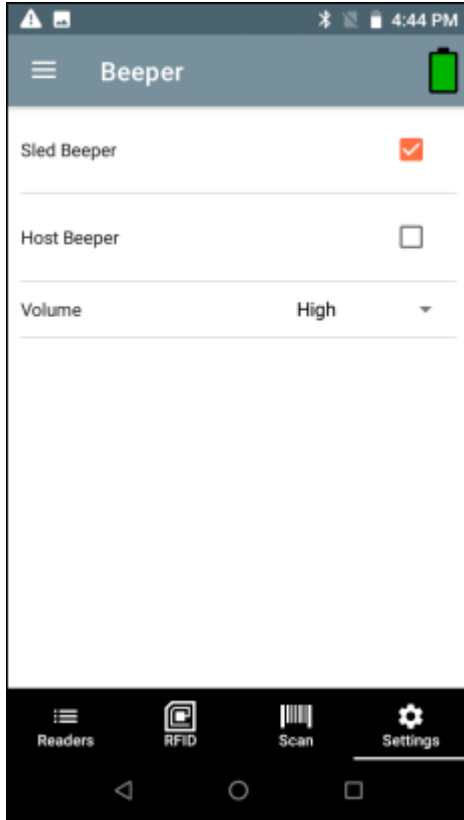 4:44 PM
Beeper
Sled Beeper
Host Beeper
Volume High
Readers RFID Scan Settings